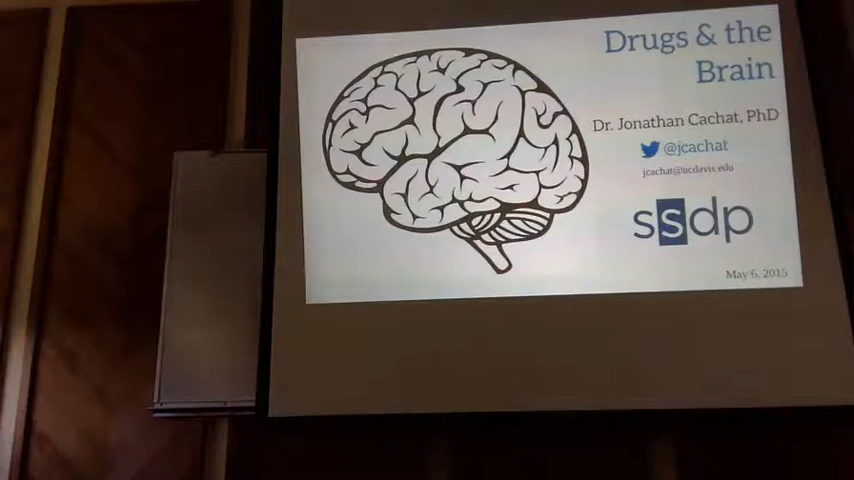 Drugs & the
Brain
Dr. Jonathan Cachat, PhD
@jcachat
jcachat@ucdavis.edu
ssdp
May 6, 2015